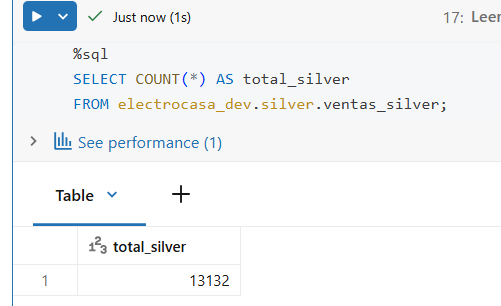 Just now (1s)
17: Leer
%sql
SELECT COUNT(*) AS total_silver
FROM electrocasa_dev.silver.ventas_silver;
See performance (1)
Table
+
123 total_silver
1
13132